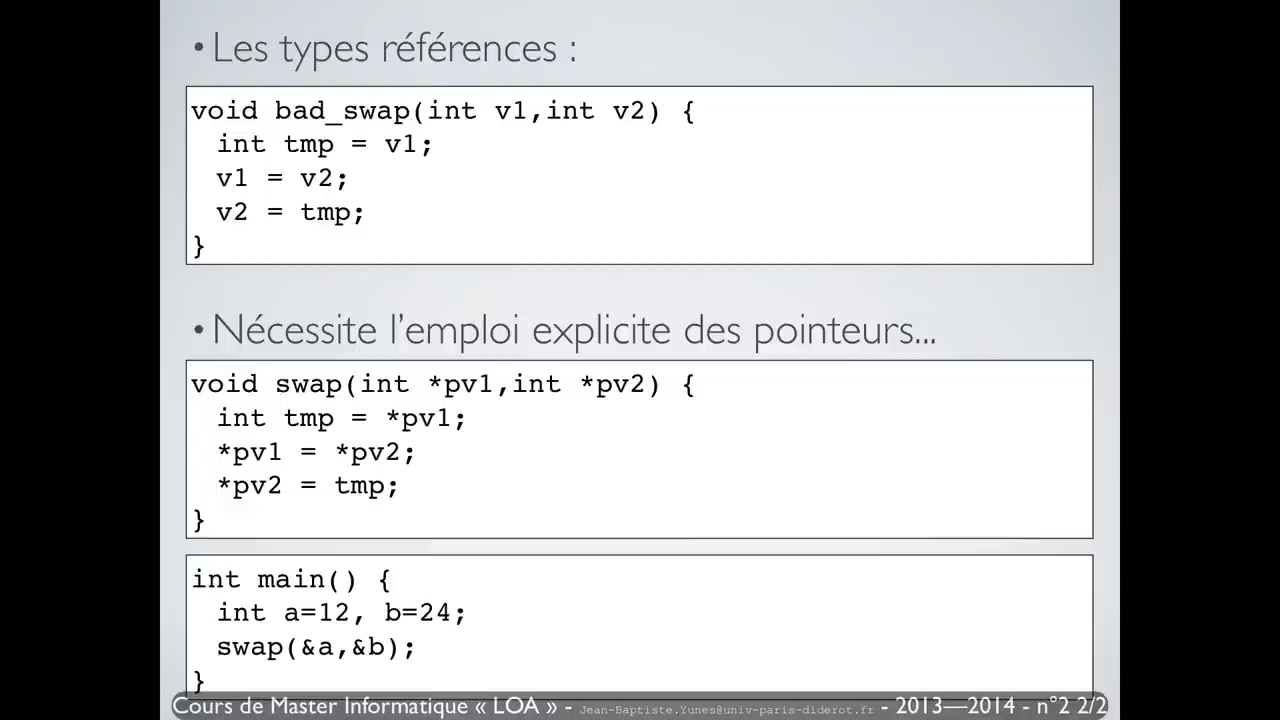 • Les types références :
void bad_swap(int v1,int v2) {
int tmp = v1;
v1 = v2;
v2 = tmp;
}
• Nécessite l'emploi explicite des pointeurs...
void swap(int *pv1,int *pv2) {
int tmp = *pv1;
*pv1 = *pv2;
*pv2 = tmp;
}
int main() {
int a=12, b=24;
swap(&a,&b);
}
Cours de Master Informatique « LOA » - Jean-Baptiste.Yunes@univ-paris-diderot.fr - 2013—2014 - n°2 2/2